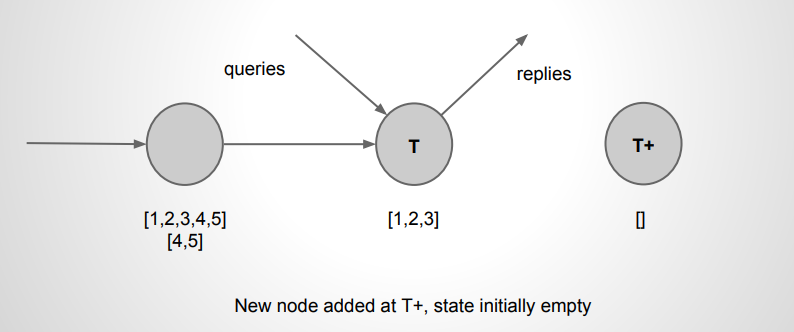 queries
replies
T
T+
[1,2,3,4,5]
[4,5]
[1,2,3]
[]
New node added at T+, state initially empty